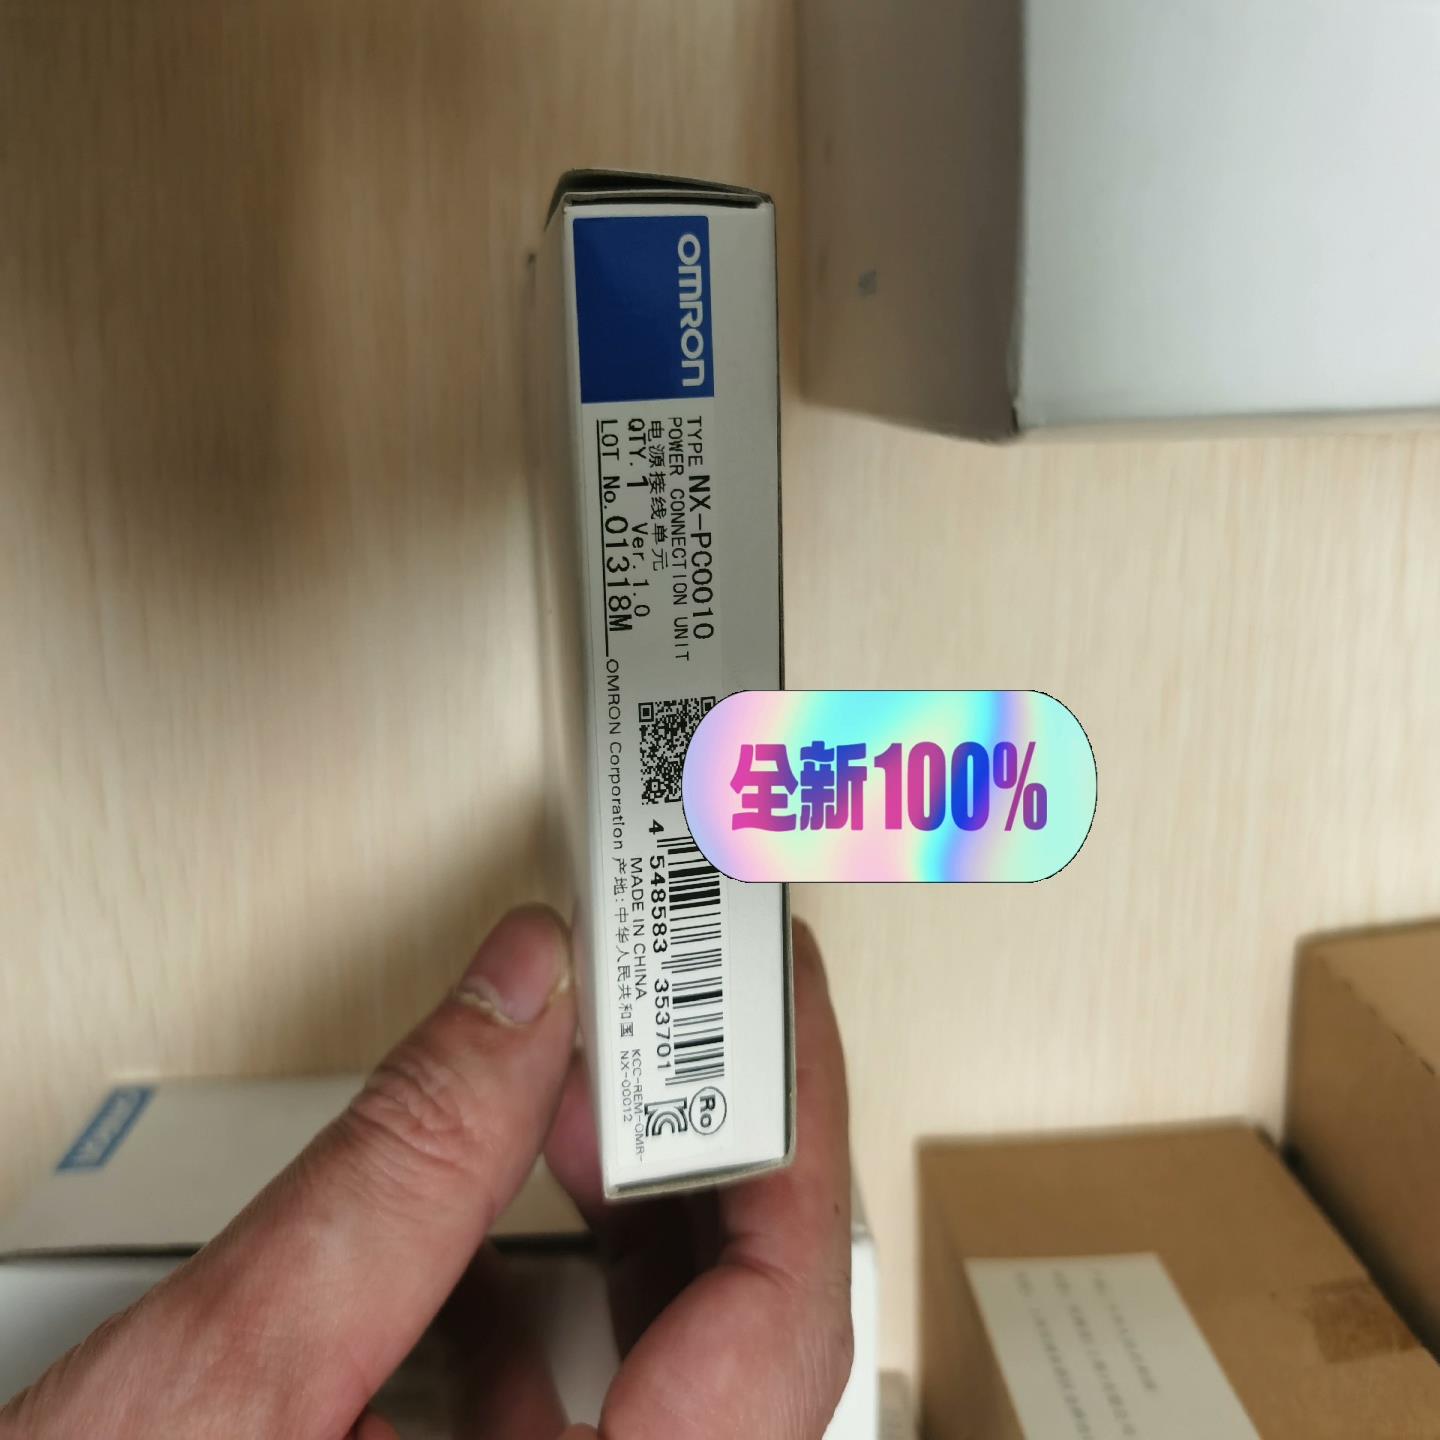 OMRON
TYPE NX-PC0010
POWER CONNECTION UNIT
电源接线单元
QTY. 1 Ver.1.0
LOT No. 01318M
OMRON Corporation
4 548583 353701
MADE IN CHINA
产地:中华人民共和国
Ro
KCC-REM-OMR-
NX-00012
全新100%
OMRON